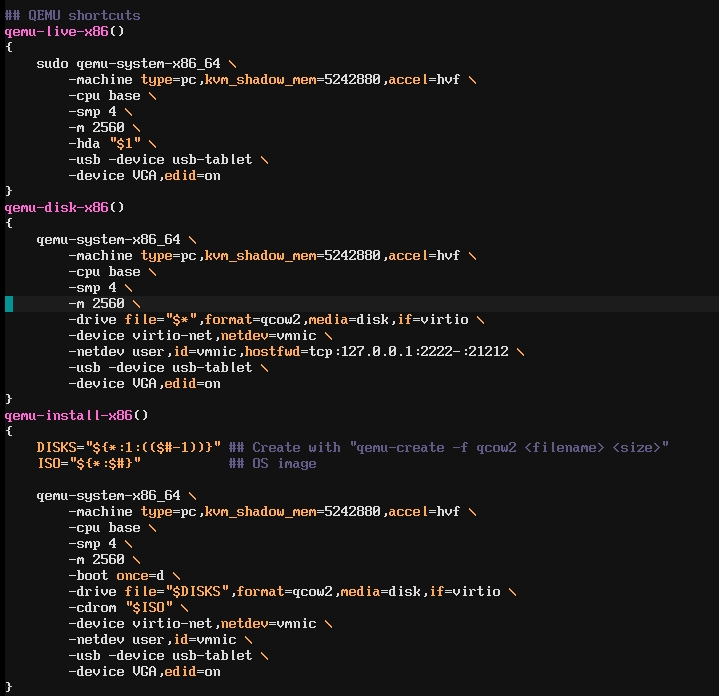 ## QEMU shortcuts
qemu-live-x86()
{
    sudo qemu-system-x86_64 \
        -machine type=pc,kvm_shadow_mem=5242880,accel=hvf \
        -cpu base \
        -smp 4 \
        -m 2560 \
        -hda "$1" \
        -usb -device usb-tablet \
        -device VGA,edid=on
}
qemu-disk-x86()
{
    qemu-system-x86_64 \
        -machine type=pc,kvm_shadow_mem=5242880,accel=hvf \
        -cpu base \
        -smp 4 \
        -m 2560 \
        -drive file="$*",format=qcow2,media=disk,if=virtio \
        -device virtio-net,netdev=vmnic \
        -netdev user,id=vmnic,hostfwd=tcp:127.0.0.1:2222-:21212 \
        -usb -device usb-tablet \
        -device VGA,edid=on
}
qemu-install-x86()
{
    DISKS="${*:1:(($#-1))}" ## Create with "qemu-create -f qcow2 <filename> <size>"
    ISO="${*:$#}"           ## OS image

    qemu-system-x86_64 \
        -machine type=pc,kvm_shadow_mem=5242880,accel=hvf \
        -cpu base \
        -smp 4 \
        -m 2560 \
        -boot once=d \
        -drive file="$DISKS",format=qcow2,media=disk,if=virtio \
        -cdrom "$ISO" \
        -device virtio-net,netdev=vmnic \
        -netdev user,id=vmnic \
        -usb -device usb-tablet \
        -device VGA,edid=on
}